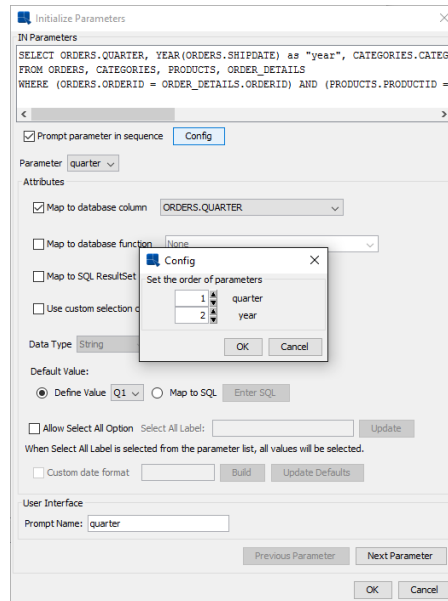 Initialize Parameters
IN Parameters
SELECT ORDERS.QUARTER, YEAR(ORDERS.SHIPDATE) as "year", CATEGORIES.CATEG
FROM ORDERS, CATEGORIES, PRODUCTS, ORDER_DETAILS
WHERE (ORDERS.ORDERID = ORDER_DETAILS.ORDERID) AND (PRODUCTS.PRODUCTID =
Prompt parameter in sequence Config
Parameter quarter
Attributes
Map to database column ORDERS.QUARTER
Map to database function None
Config
Map to SQL ResultSet
Set the order of parameters
1 quarter
Use custom selection c
2 year
Data Type String
OK Cancel
Default Value:
Define Value Q1 Map to SQL Enter SQL
Allow Select All Option Select All Label: Update
When Select All Label is selected from the parameter list, all values will be selected.
Custom date format Build Update Defaults
User Interface
Prompt Name: quarter
Previous Parameter Next Parameter
OK Cancel